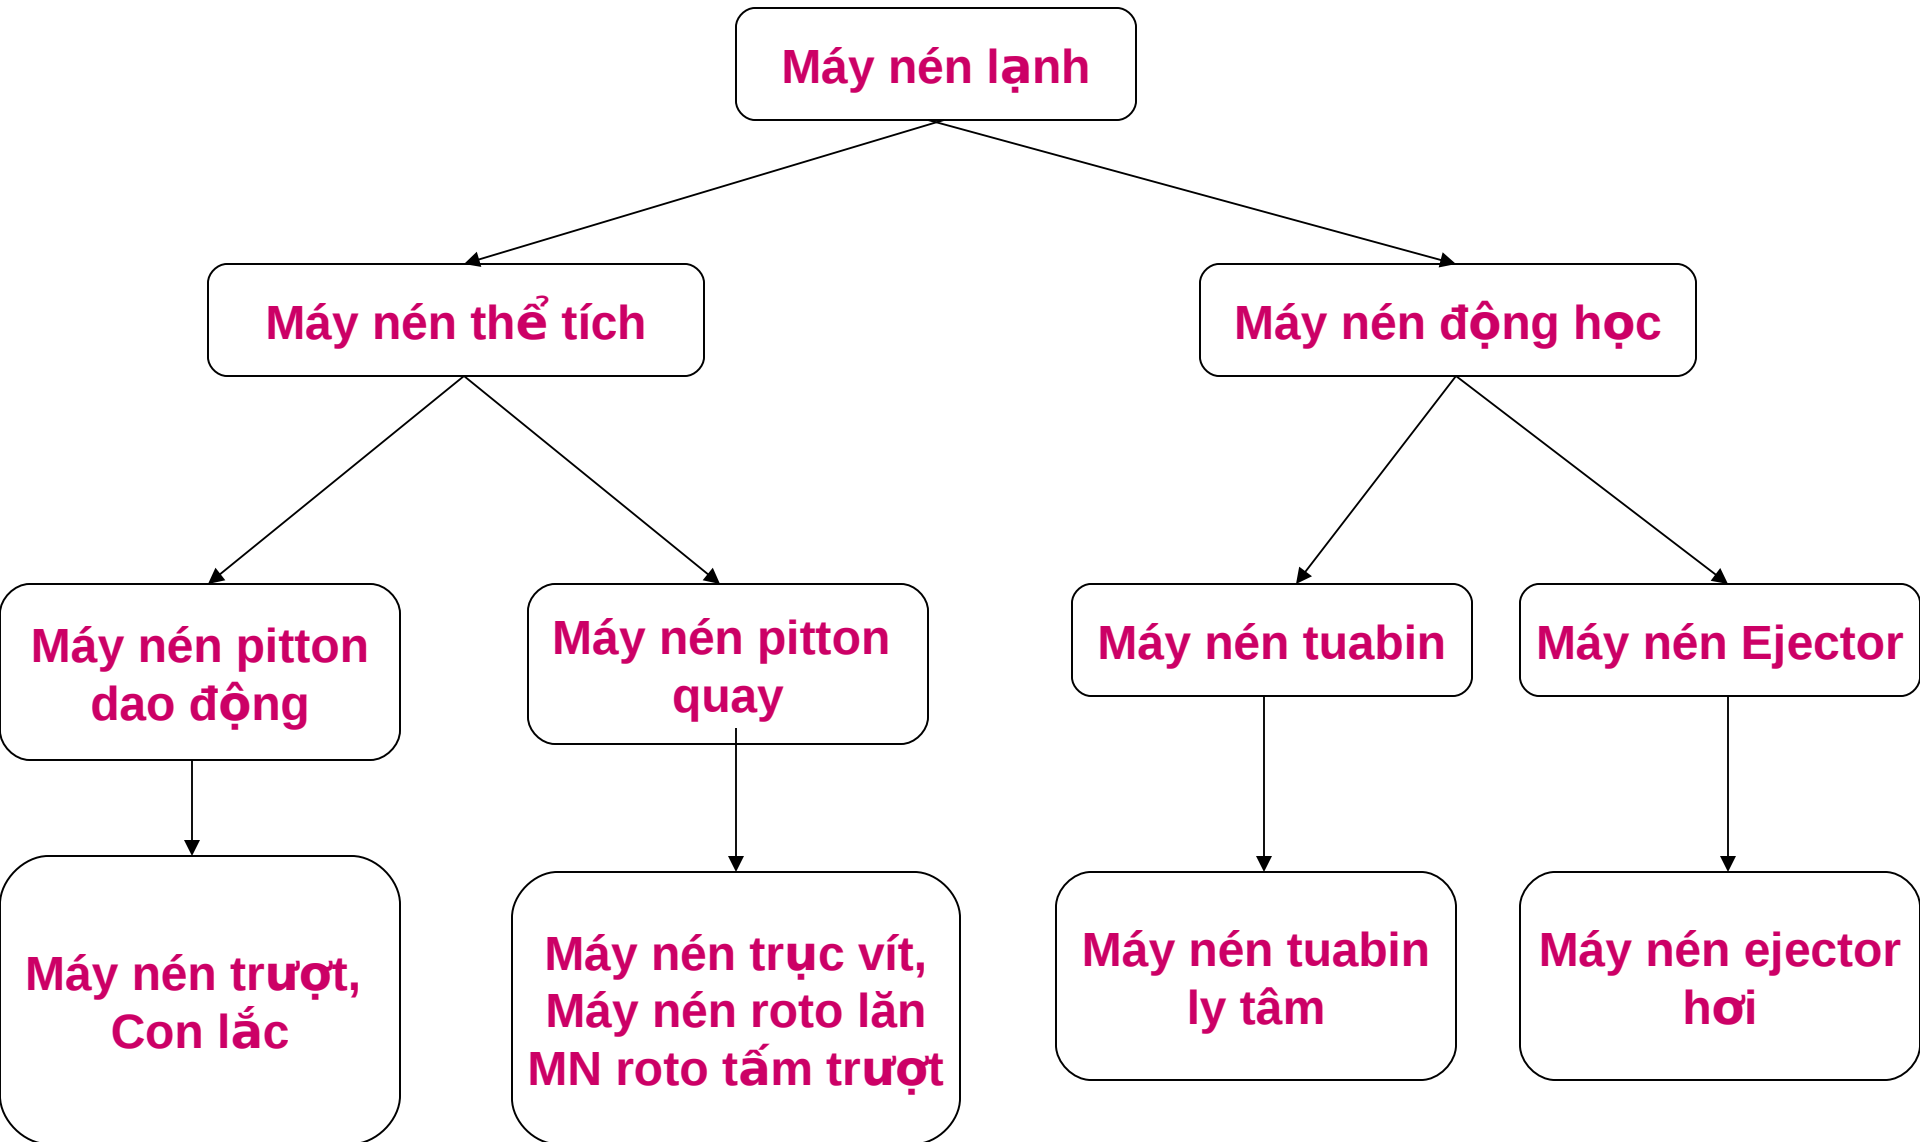 Máy nén lạnh
Máy nén thể tích
Máy nén động học
Máy nén pitton
dao động
Máy nén pitton
quay
Máy nén tuabin
Máy nén Ejector
Máy nén trượt,
Con lắc
Máy nén trục vít,
Máy nén roto lăn
MN roto tấm trượt
Máy nén tuabin
ly tâm
Máy nén ejector
hơi